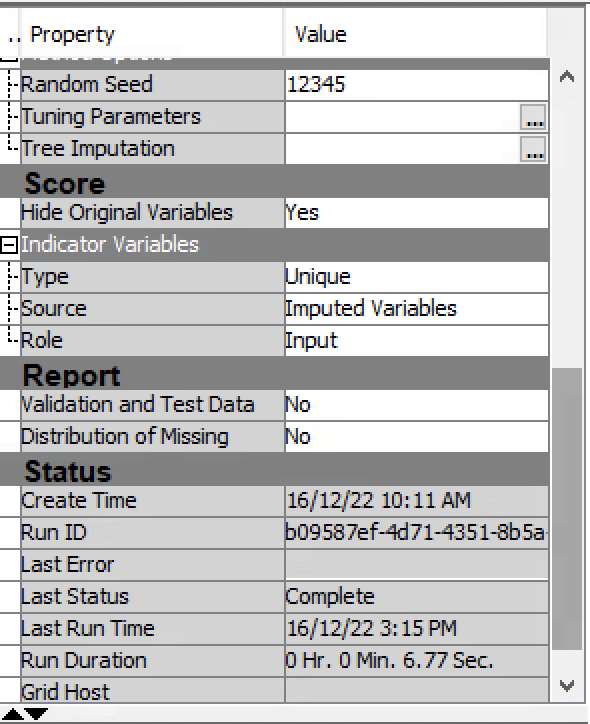 .. Property Value
Random Seed 12345
Tuning Parameters ...
Tree Imputation ...
Score
Hide Original Variables Yes
Indicator Variables
Type Unique
Source Imputed Variables
Role Input
Report
Validation and Test Data No
Distribution of Missing No
Status
Create Time 16/12/22 10:11 AM
Run ID b09587ef-4d71-4351-8b5a-
Last Error
Last Status Complete
Last Run Time 16/12/22 3:15 PM
Run Duration 0 Hr. 0 Min. 6.77 Sec.
Grid Host